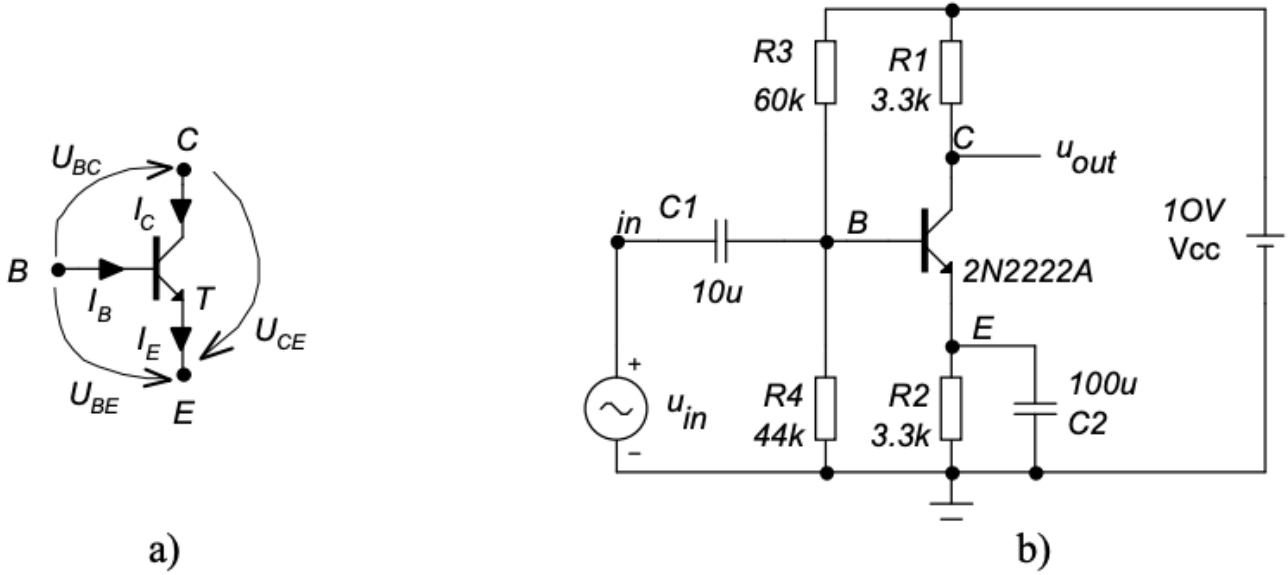 C
U_BC
I_C
B
I_B
T
I_E
U_CE
U_BE
E
a)
R3
60k
R1
3.3k
C
u_out
in
C1
10u
B
2N2222A
10V
Vcc
E
+
u_in
–
R4
44k
R2
3.3k
100u
C2
b)